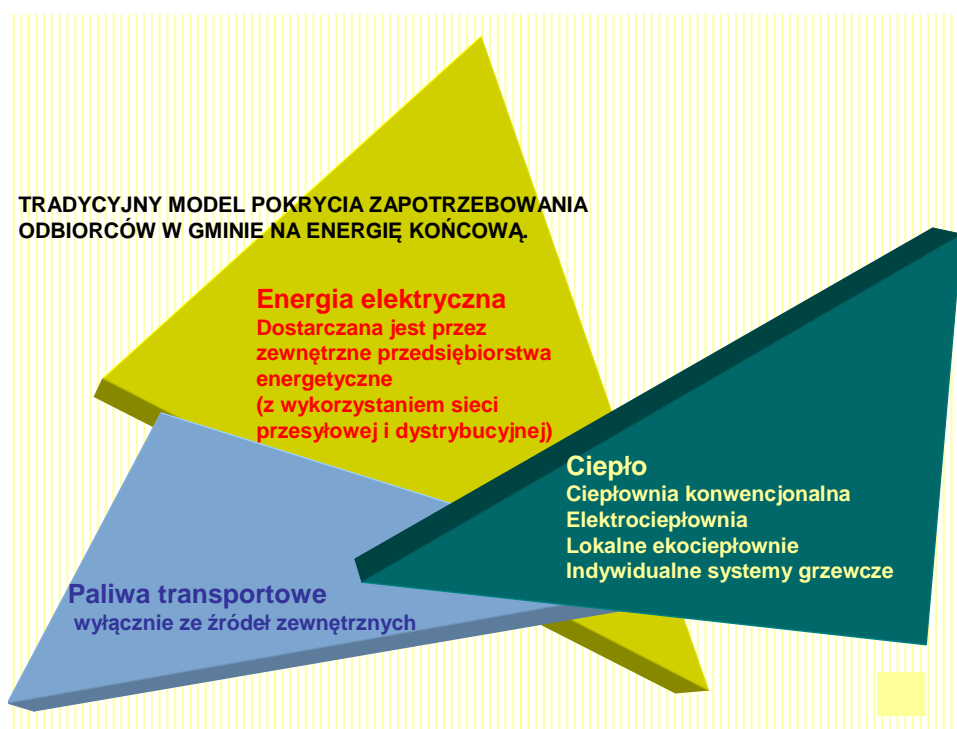 TRADYCYJNY MODEL POKRYCIA ZAPOTRZEBOWANIA
ODBIORCÓW W GMINIE NA ENERGIĘ KOŃCOWĄ.
Energia elektryczna
Dostarczana jest przez
zewnętrzne przedsiębiorstwa
energetyczne
(z wykorzystaniem sieci
przesyłowej i dystrybucyjnej)
Ciepło
Ciepłownia konwencjonalna
Elektrociepłownia
Lokalne ekociepłownie
Indywidualne systemy grzewcze
Paliwa transportowe
wyłącznie ze źródeł zewnętrznych